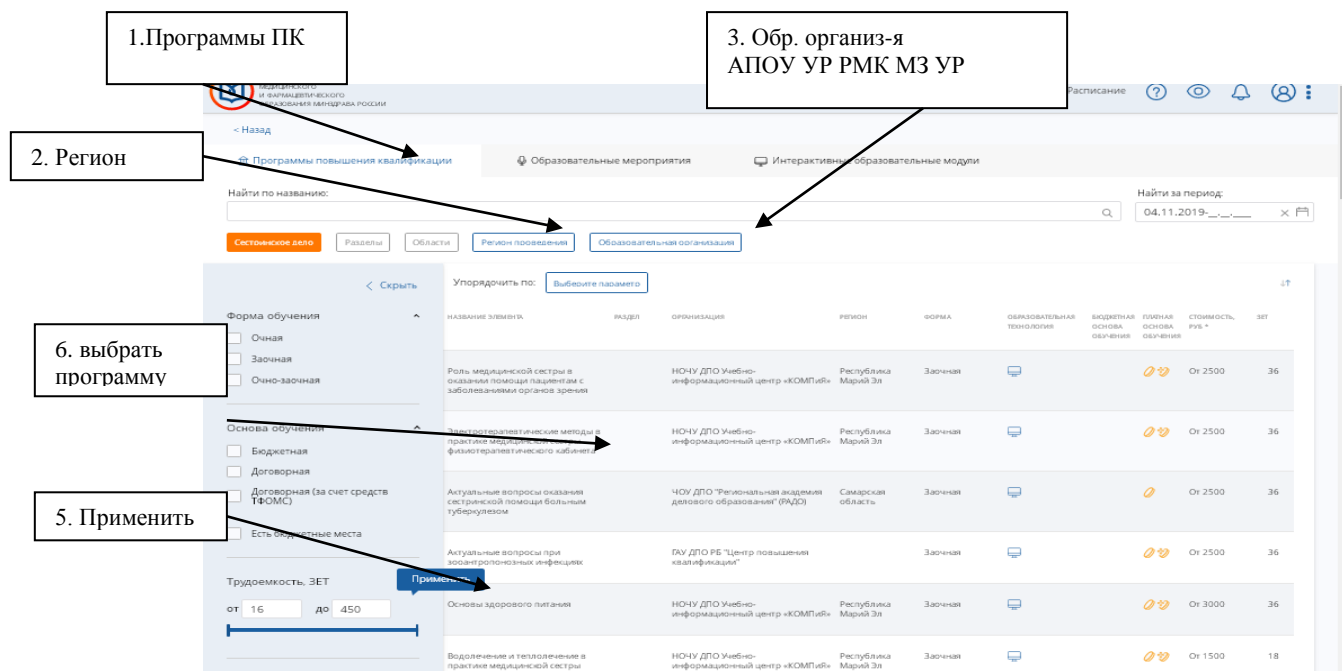 1.Программы ПК
3. Обр. организ-я
АПОУ УР РМК МЗ УР
МЕДИЦИНСКОГО
И ФАРМАЦЕВТИЧЕСКОГО
ОБРАЗОВАНИЯ МИНЗДРАВА РОССИИ
Расписание
< Назад
2. Регион
Программы повышения квалификации
Образовательные мероприятия
Интерактивные образовательные модули
Найти по названию:
Найти за период:
04.11.2019-__.__.___
Сестринское дело
Разделы
Области
Регион проведения
Образовательная организация
< Скрыть
Упорядочить по:
Выберите параметр
Форма обучения
Очная
Заочная
Очно-заочная
6. выбрать
программу
Основа обучения
Бюджетная
Договорная
Договорная (за счет средств
ТФОМС)
Есть бюджетные места
5. Применить
Трудоемкость, ЗЕТ
Применить
от 16 до 450
НАЗВАНИЕ ЭЛЕМЕНТА РАЗДЕЛ ОРГАНИЗАЦИЯ РЕГИОН ФОРМА ОБРАЗОВАТЕЛЬНАЯ БЮДЖЕТНАЯ ПЛАТНАЯ СТОИМОСТЬ, ЗЕТ
ТЕХНОЛОГИЯ ОСНОВА ОСНОВА РУБ *
ОБУЧЕНИЯ ОБУЧЕНИЯ
Роль медицинской сестры в
оказании помощи пациентам с
заболеваниями органов зрения
НОЧУ ДПО Учебно-
информационный центр «КОМПиЯ»
Республика
Марий Эл
Заочная
От 2500
36
Электротерапевтические методы в
практике медицинской сестры
физиотерапевтического кабинета
НОЧУ ДПО Учебно-
информационный центр «КОМПиЯ»
Республика
Марий Эл
Заочная
От 2500
36
Актуальные вопросы оказания
сестринской помощи больным
туберкулезом
ЧОУ ДПО "Региональная академия
делового образования" (РАДО)
Самарская
область
Заочная
От 2500
36
Актуальные вопросы при
зооантропонозных инфекциях
ГАУ ДПО РБ "Центр повышения
квалификации"
Заочная
От 2500
36
Основы здорового питания
НОЧУ ДПО Учебно-
информационный центр «КОМПиЯ»
Республика
Марий Эл
Заочная
От 3000
36
Водолечение и теплолечение в
практике медицинской сестры
НОЧУ ДПО Учебно-
информационный центр «КОМПиЯ»
Республика
Марий Эл
Заочная
От 1500
18